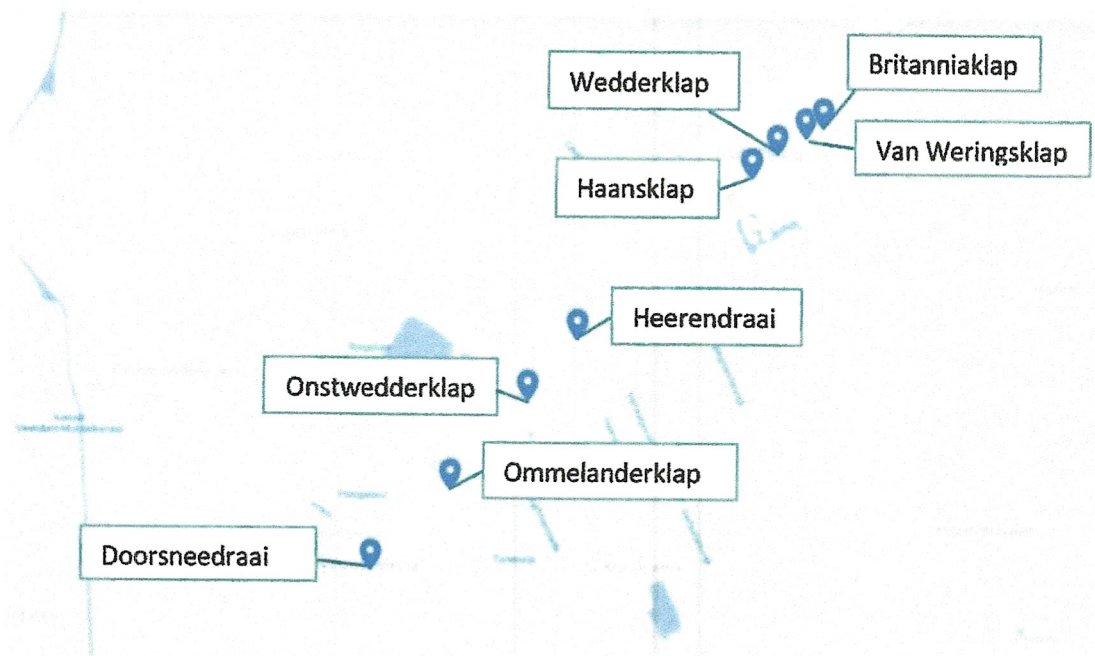 Britanniaklap
Wedderklap
Van Weringsklap
Haansklap
Heerendraai
Onstwedderklap
Ommelanderklap
Doorsneedraai